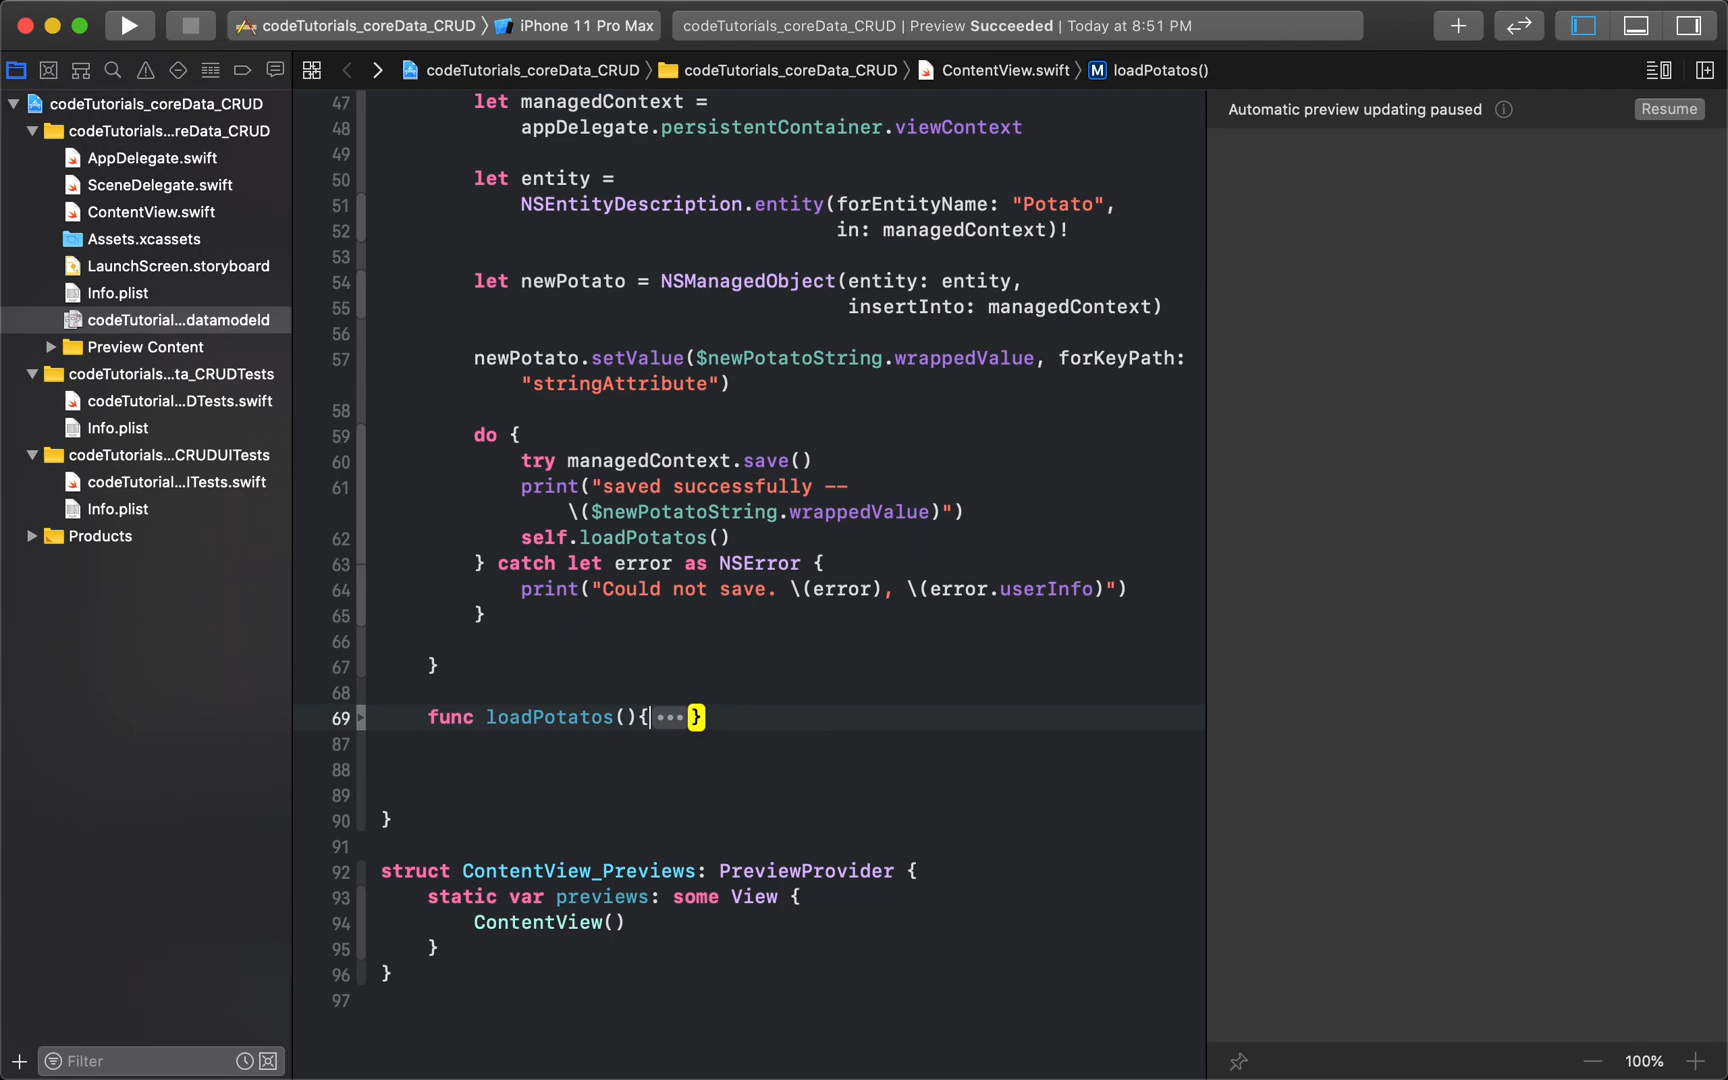 codeTutorials_coreData_CRUD 〉 iPhone 11 Pro Max
codeTutorials_coreData_CRUD | Preview Succeeded | Today at 8:51 PM
codeTutorials_coreData_CRUD 〉 codeTutorials_coreData_CRUD 〉 ContentView.swift 〉 M loadPotatos()
codeTutorials_coreData_CRUD
codeTutorials...reData_CRUD
AppDelegate.swift
SceneDelegate.swift
ContentView.swift
Assets.xcassets
LaunchScreen.storyboard
Info.plist
codeTutorial...datamodeld
Preview Content
codeTutorials...ta_CRUDTests
codeTutorial...DTests.swift
Info.plist
codeTutorials...CRUDUITests
codeTutorial...ITests.swift
Info.plist
Products
Filter
47 let managedContext =
48 appDelegate.persistentContainer.viewContext
49
50 let entity =
51 NSEntityDescription.entity(forEntityName: "Potato",
52 in: managedContext)!
53
54 let newPotato = NSManagedObject(entity: entity,
55 insertInto: managedContext)
56
57 newPotato.setValue($newPotatoString.wrappedValue, forKeyPath:
"stringAttribute")
58
59 do {
60 try managedContext.save()
61 print("saved successfully --
\($newPotatoString.wrappedValue)")
62 self.loadPotatos()
63 } catch let error as NSError {
64 print("Could not save. \(error), \(error.userInfo)")
65 }
66
67 }
68
69 func loadPotatos(){•••}
87
88
89
90 }
91
92 struct ContentView_Previews: PreviewProvider {
93 static var previews: some View {
94 ContentView()
95 }
96 }
97
Automatic preview updating paused
Resume
100%